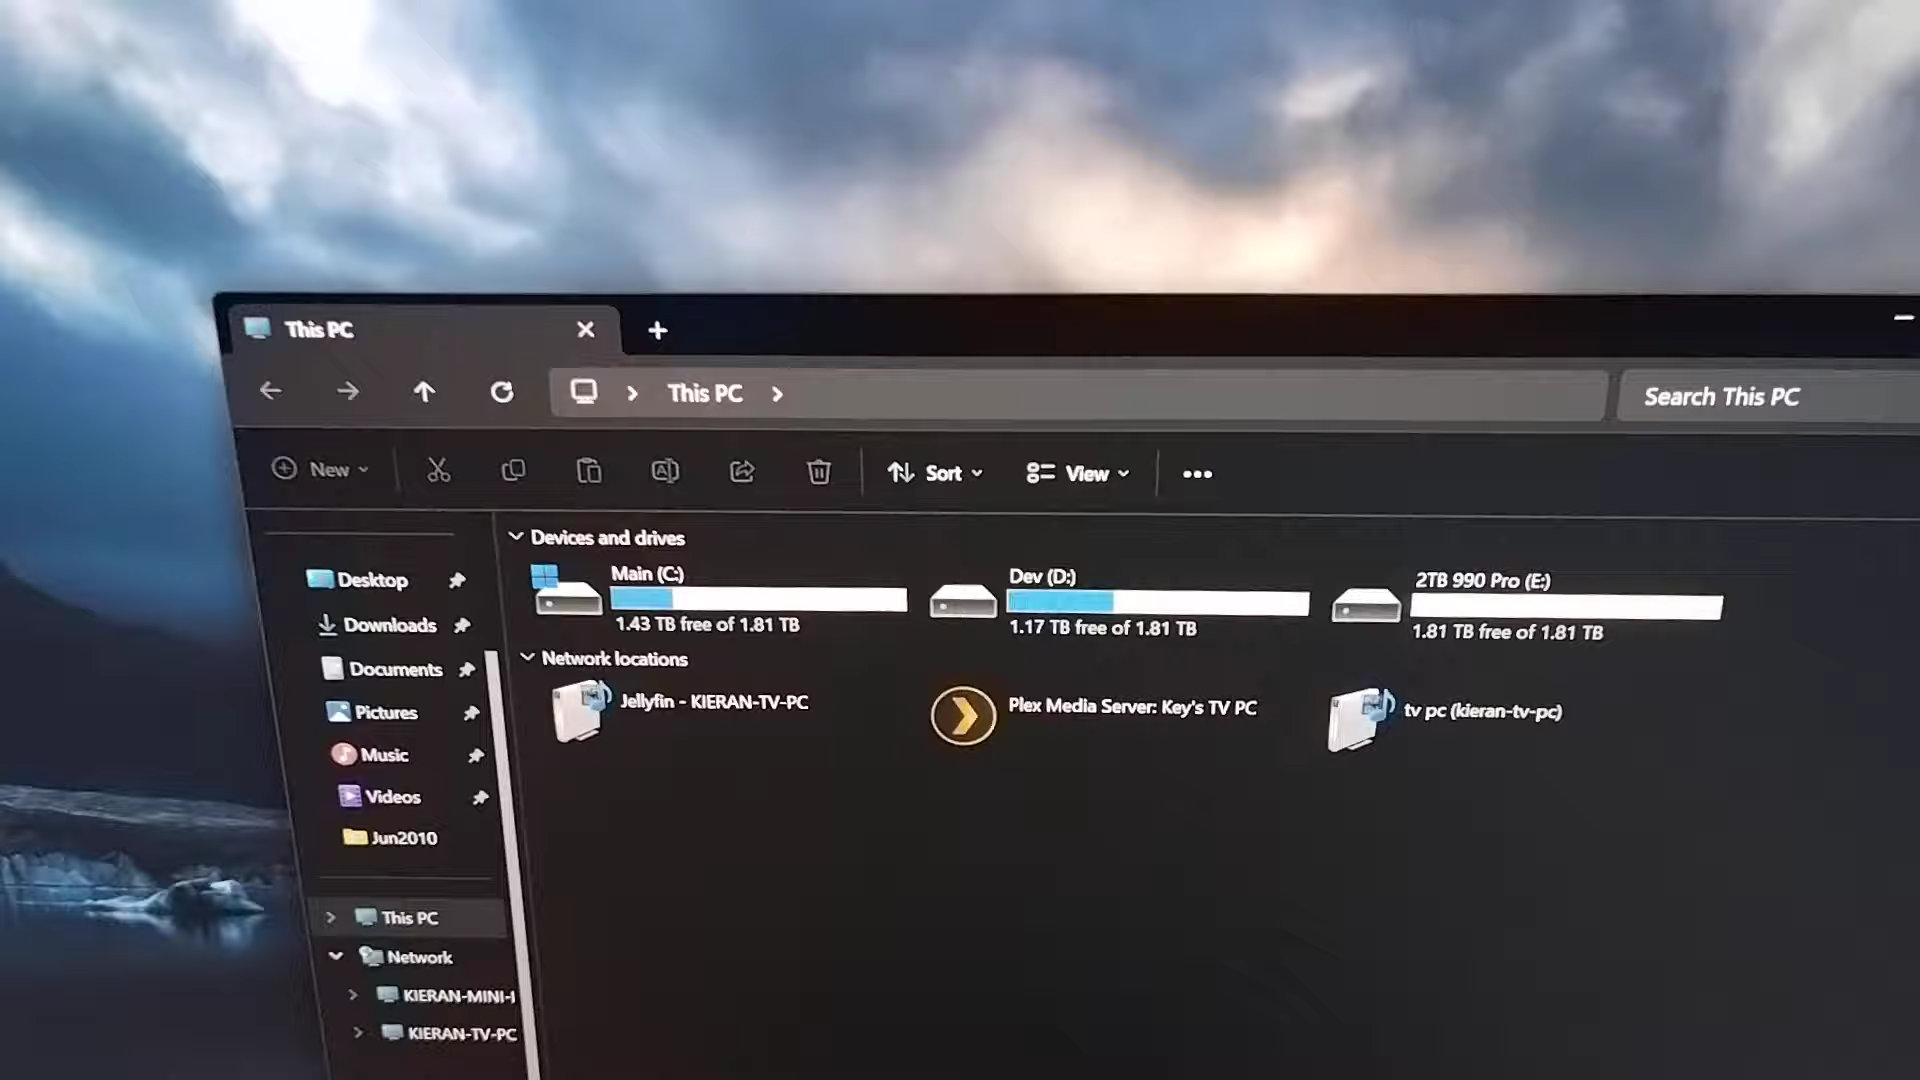 This PC
This PC
Search This PC
New
Sort
View
Devices and drives
Main (C:)
1.43 TB free of 1.81 TB
Dev (D:)
1.17 TB free of 1.81 TB
2TB 990 Pro (E:)
1.81 TB free of 1.81 TB
Network locations
Jellyfin - KIERAN-TV-PC
Plex Media Server: Key's TV PC
tv pc (kieran-tv-pc)
Desktop
Downloads
Documents
Pictures
Music
Videos
Jun2010
This PC
Network
KIERAN-MINI-
KIERAN-TV-PC